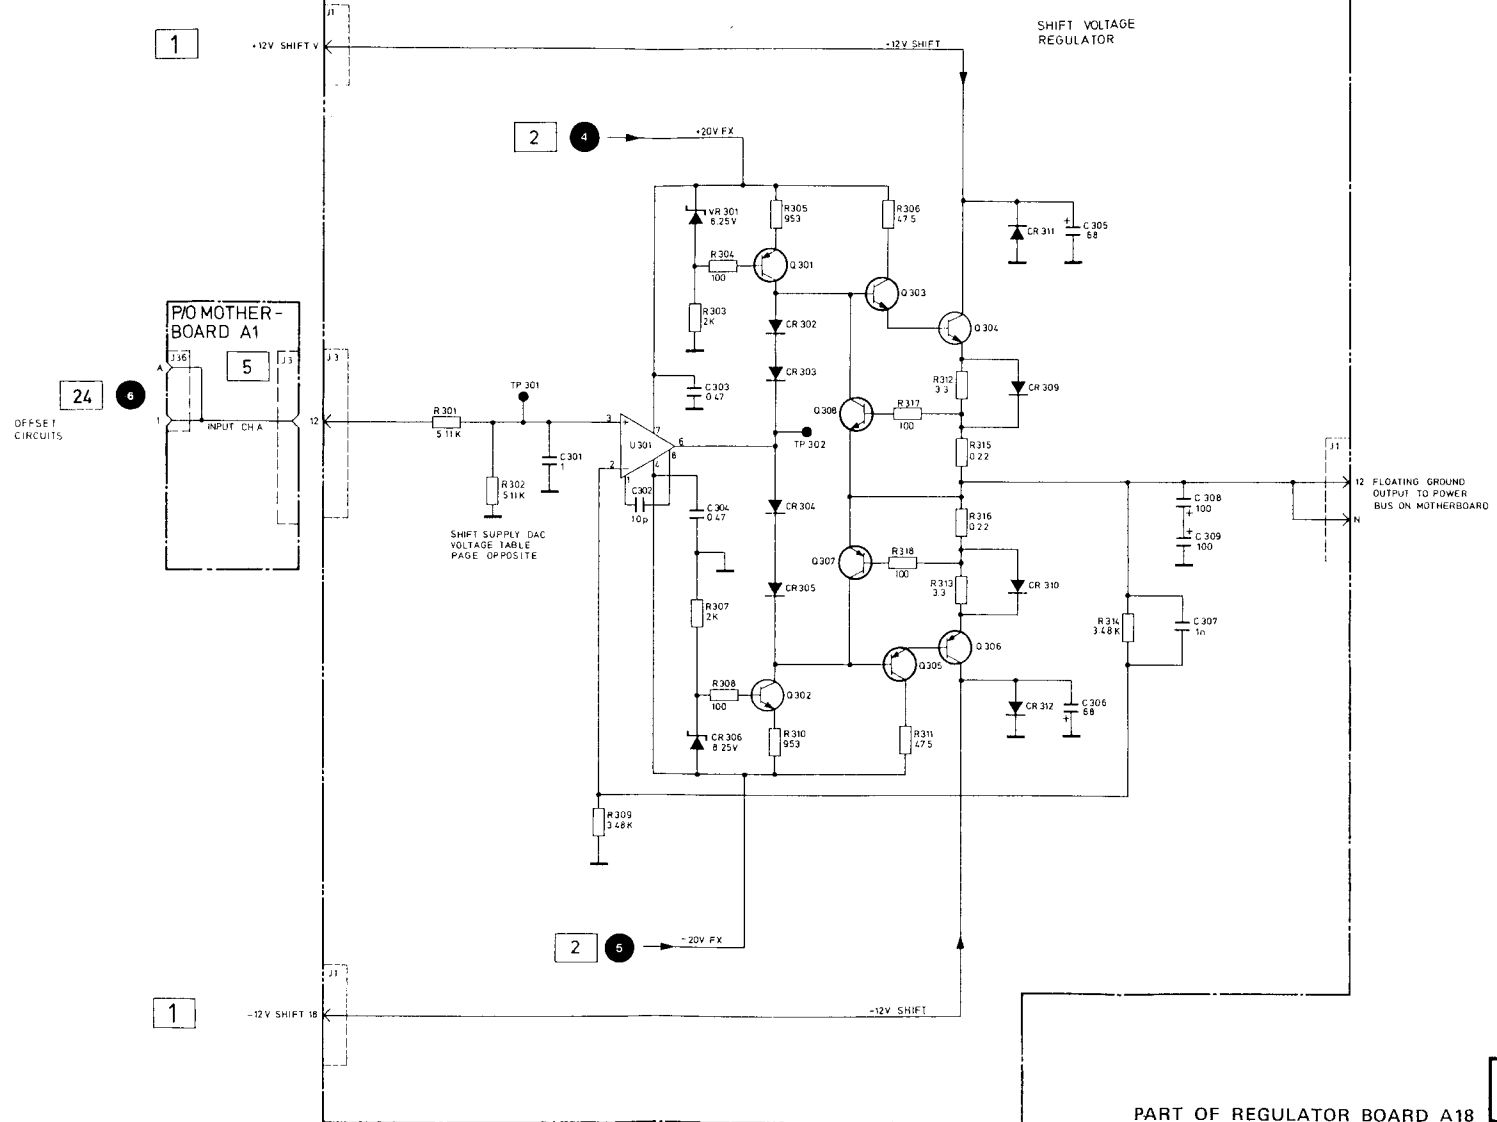 J1
SHIFT VOLTAGE
REGULATOR
1
+12V SHIFT V
-12V SHIFT
2
4
+20V FX
VR301
8.25V
R305
953
R306
47.5
CR311
C305
68
+
R304
100
Q301
Q303
R303
2K
CR302
Q304
P/O MOTHER-
BOARD A1
J36
5
J3
J3
CR303
R312
3.3
CR309
A
TP 301
C303
0.47
24
6
R317
100
Q308
1
INPUT CH A
12
R301
5.11K
3
+
7
OFFSET
CIRCUITS
U301
6
TP 302
R315
0.22
J1
C301
1
2
-
4
8
1
R302
511K
C302
10p
12
FLOATING GROUND
OUTPUT TO POWER
BUS ON MOTHERBOARD
C304
0.47
CR304
R316
0.22
C308
100
+
N
SHIFT SUPPLY DAC
VOLTAGE TABLE
PAGE OPPOSITE
+
C309
100
Q307
R318
100
CR305
R313
3.3
CR 310
R307
2K
R314
3.48K
C307
1n
Q305
Q306
R308
100
Q302
CR312
C306
68
+
CR306
8.25V
R310
953
R311
475
R309
3.48K
2
5
-20V FX
J1
1
-12V SHIFT 18
-12V SHIFT
PART OF REGULATOR BOARD A18